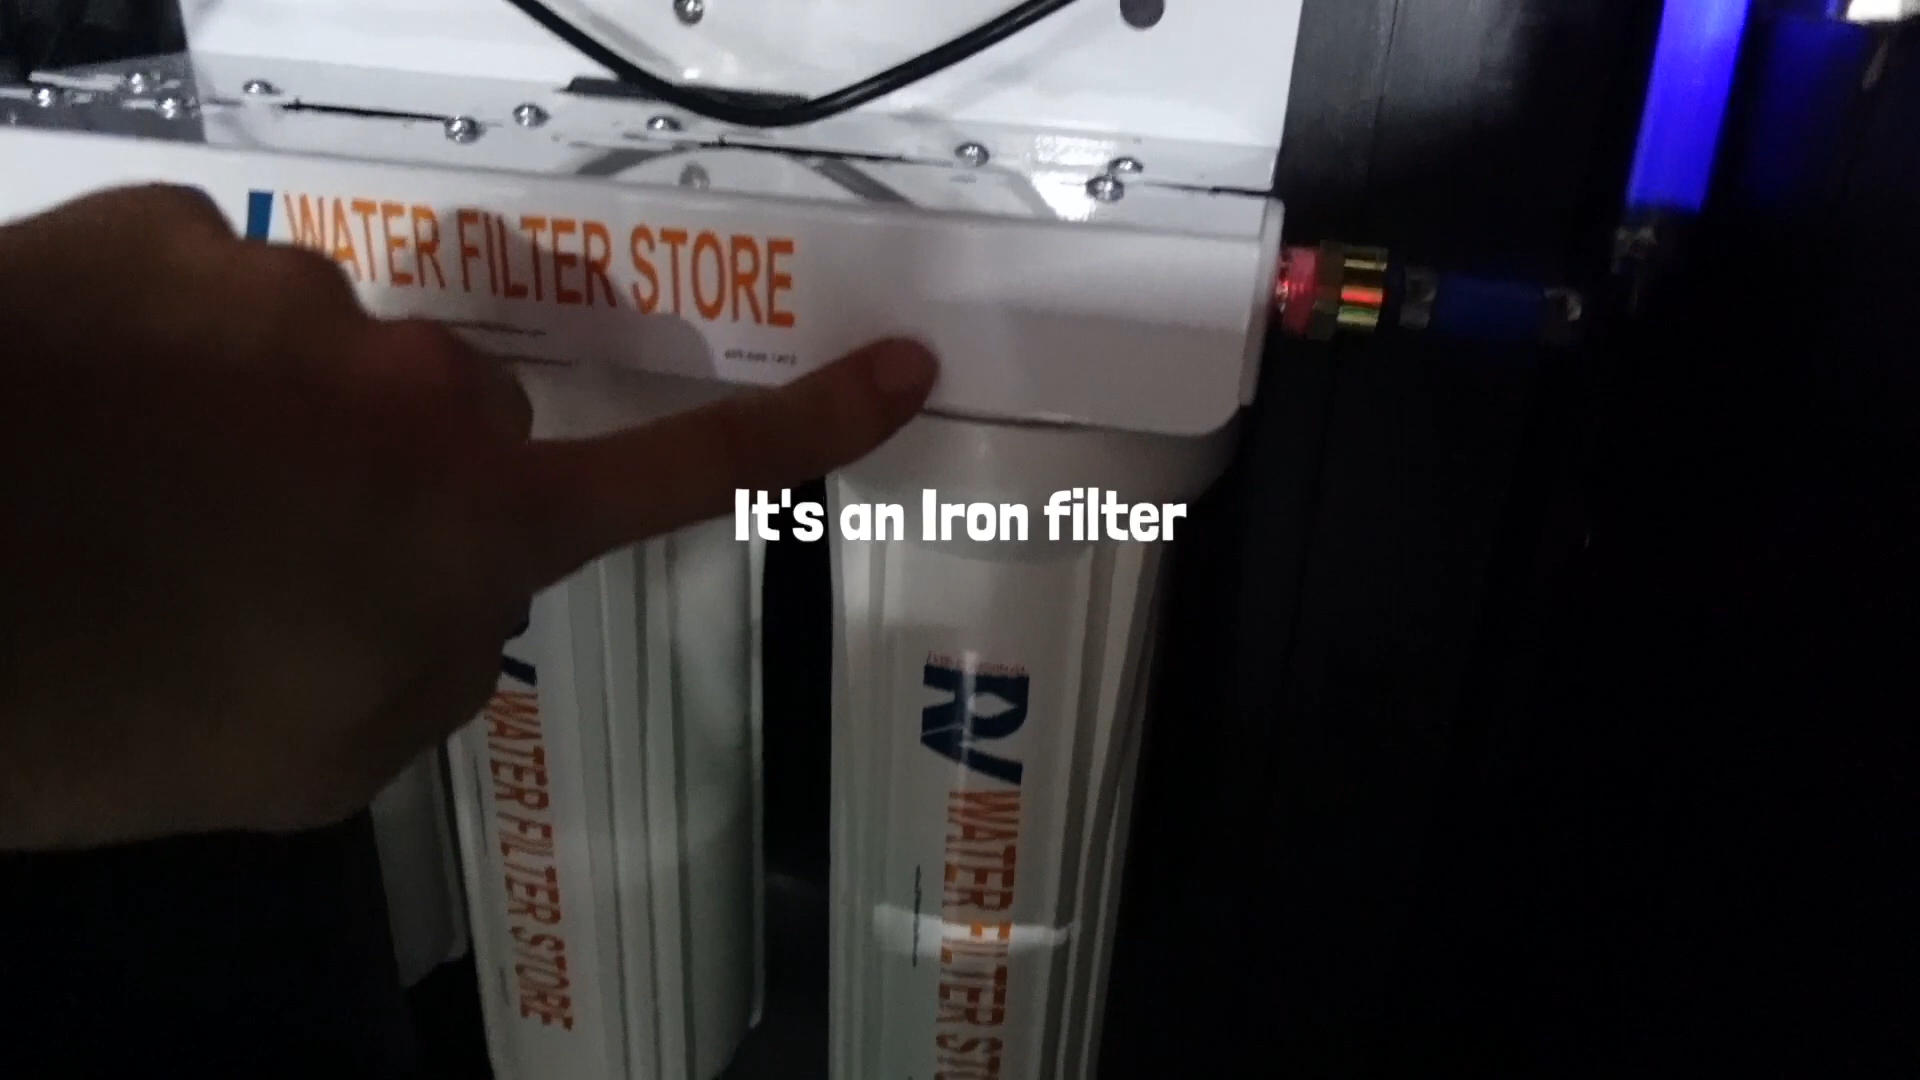 WATER FILTER STORE
It's an Iron filter
WATER FILTER STORE
RV
WATER FILTER STO